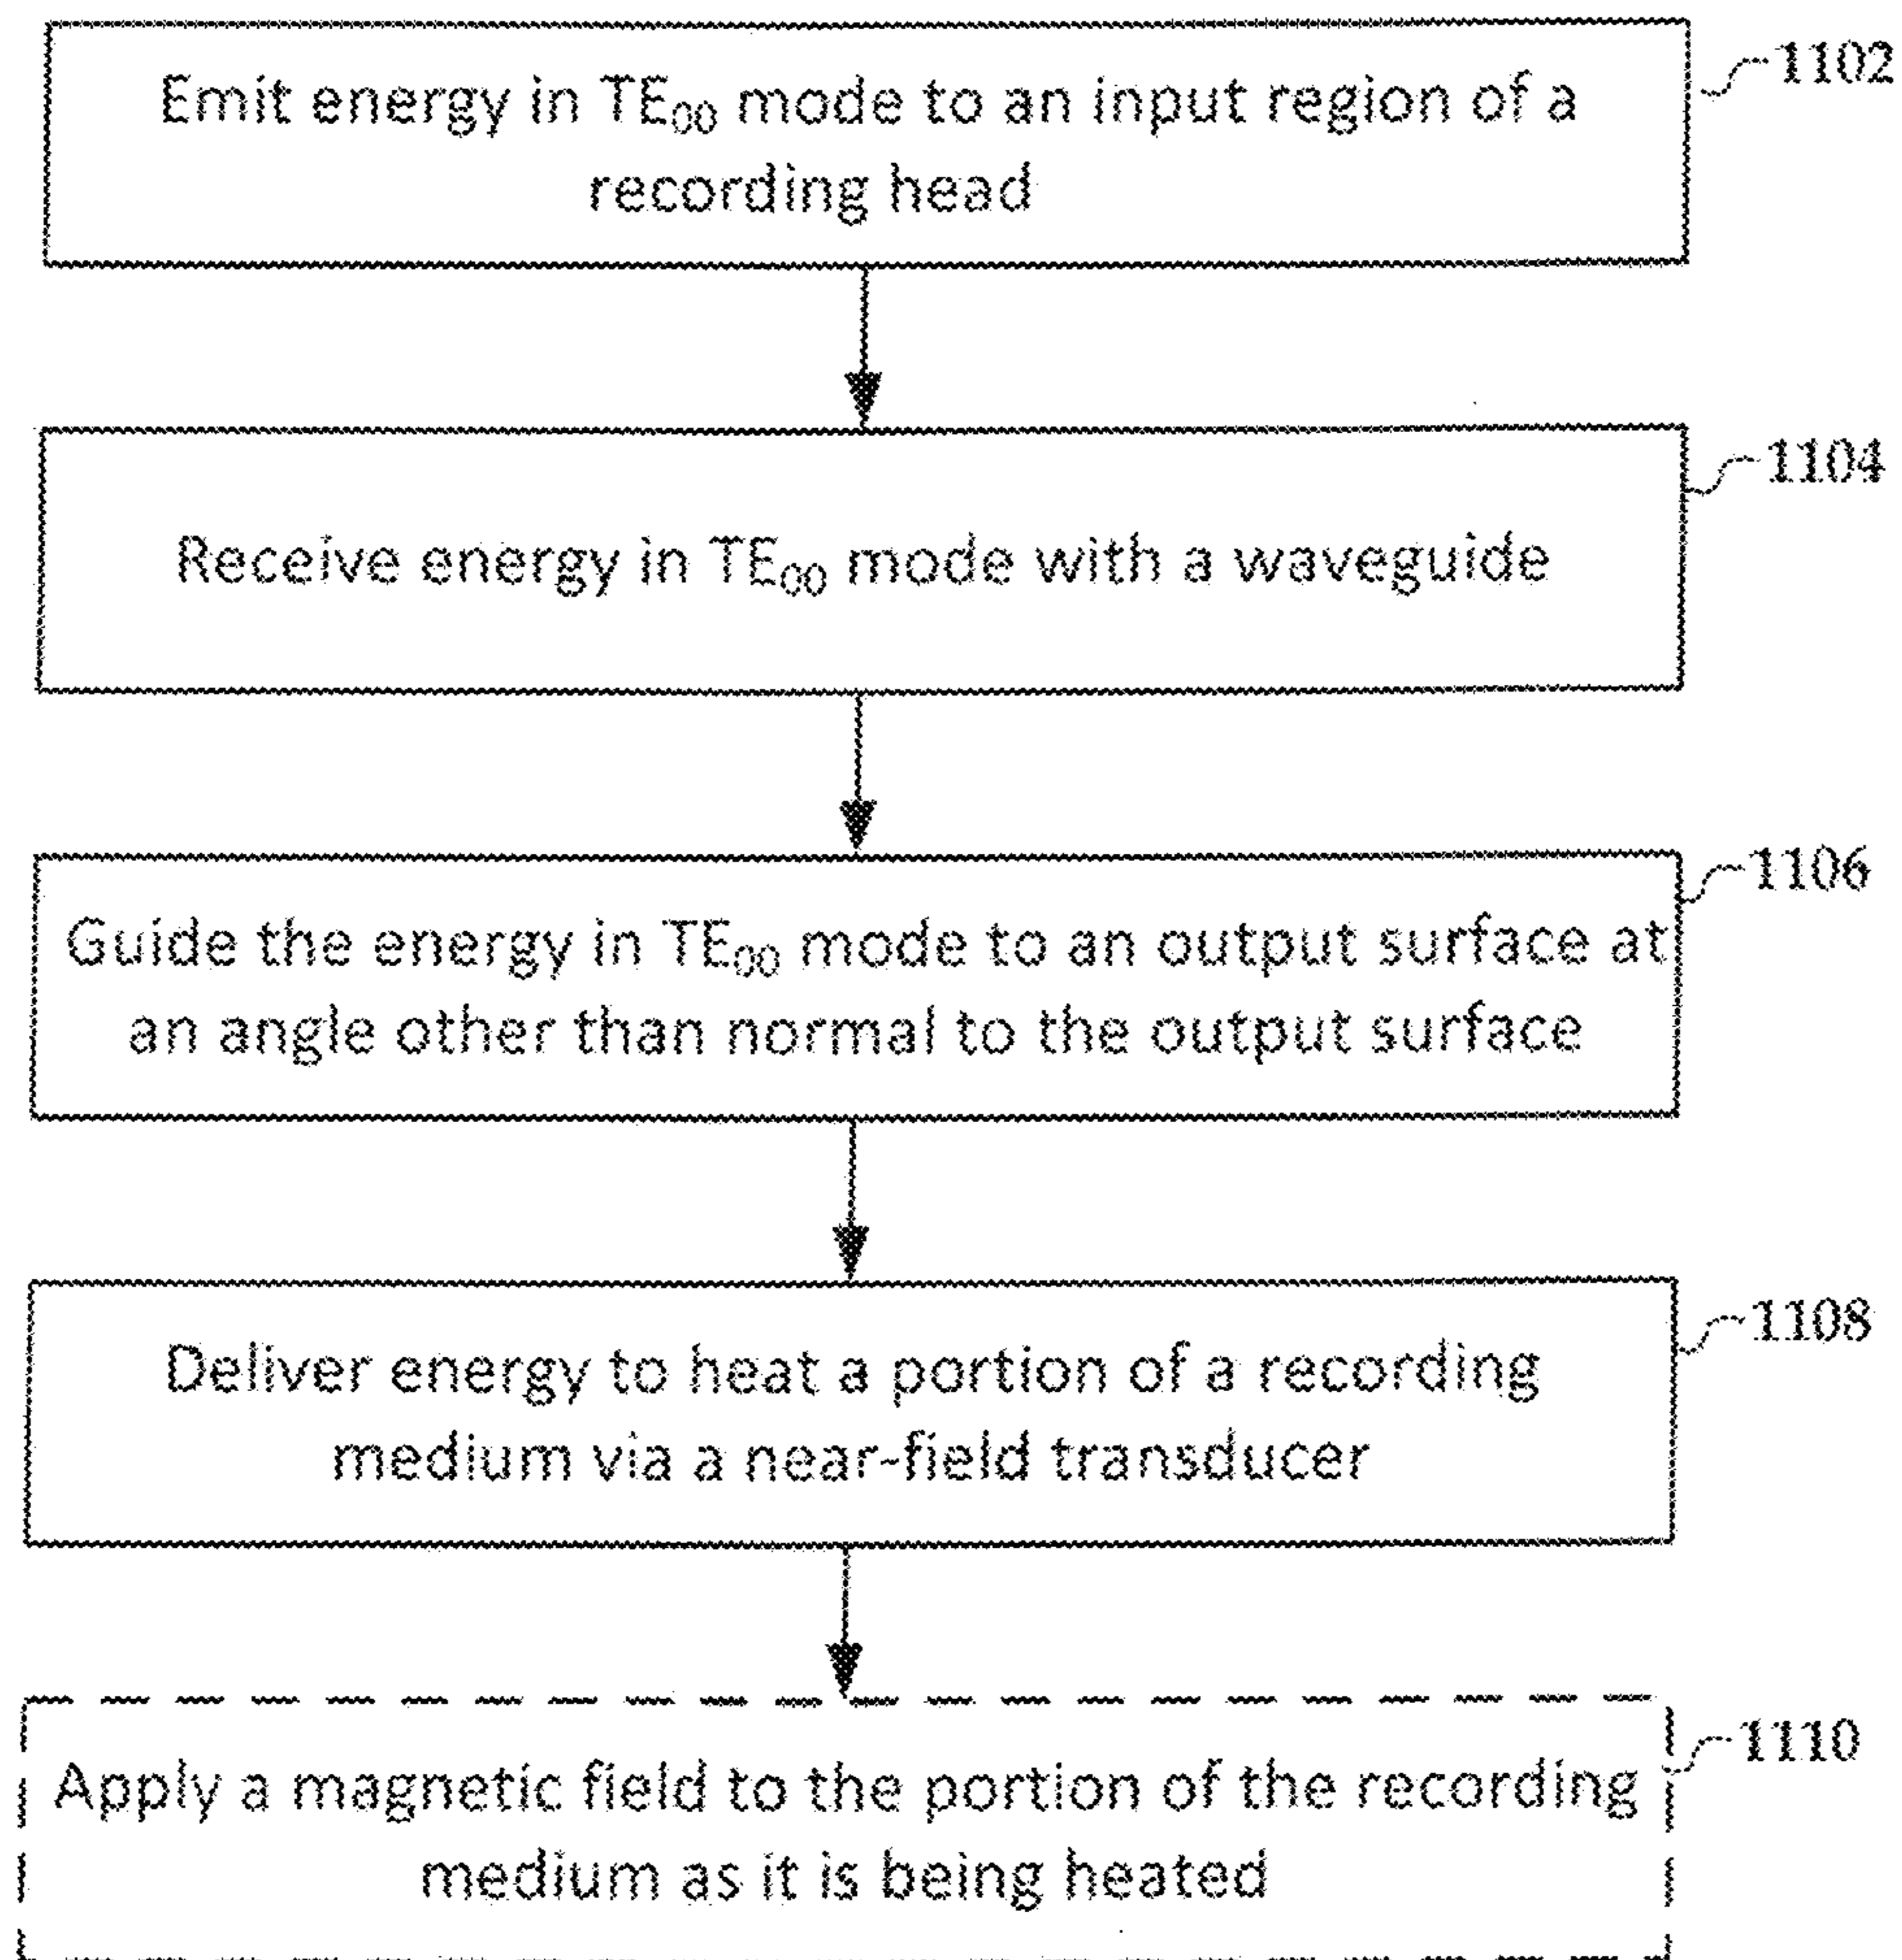 Emit energy in TE00 mode to an input region of a
recording head
1102
Receive energy in TE00 mode with a waveguide
1104
Guide the energy in TE00 mode to an output surface at
an angle other than normal to the output surface
1106
Deliver energy to heat a portion of a recording
medium via a near-field transducer
1108
Apply a magnetic field to the portion of the recording
medium as it is being heated
1110